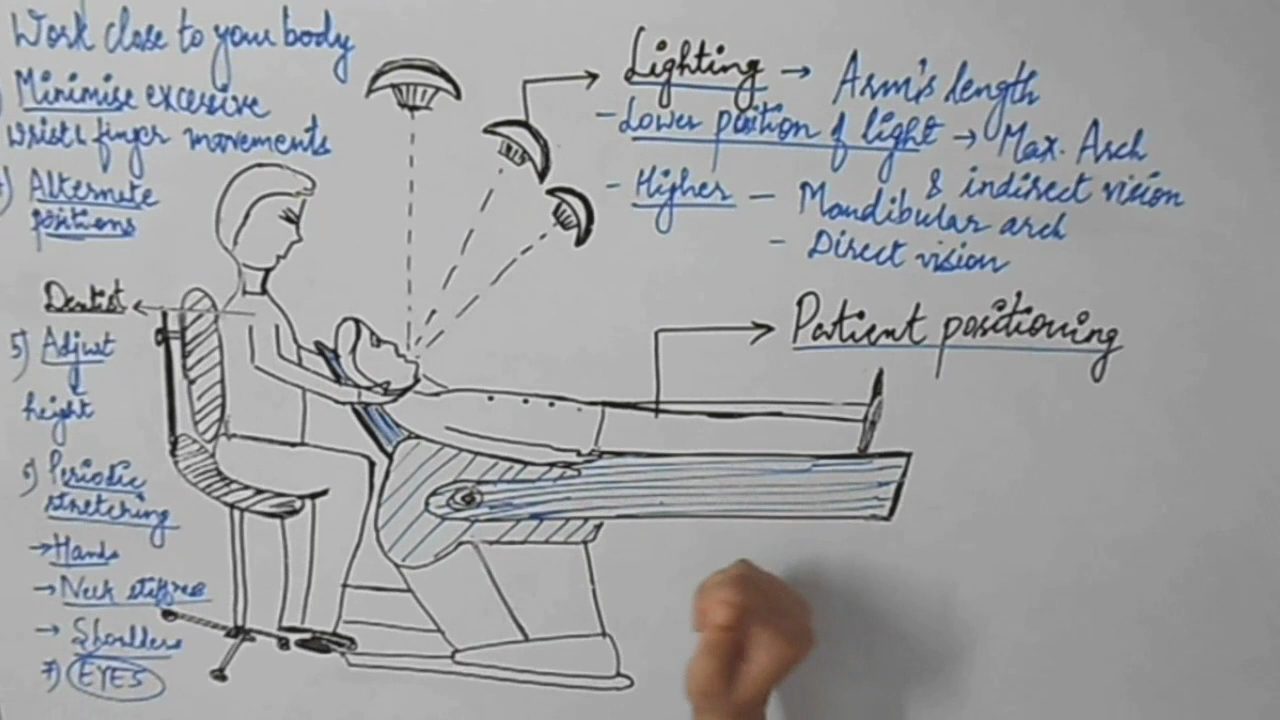 Work close to your body
) Minimise excesive
wrist & finger movements
) Alternate
positions
Dentist
5) Adjust
height
6) Periodic
stretching
→ Hands
→ Neck stiffness
→ Shoulders
7) EYES
Lighting → Arm's length
- Lower position of light → Max. Arch
& indirect vision
- Higher - Mandibular arch
- Direct vision
Patient positioning